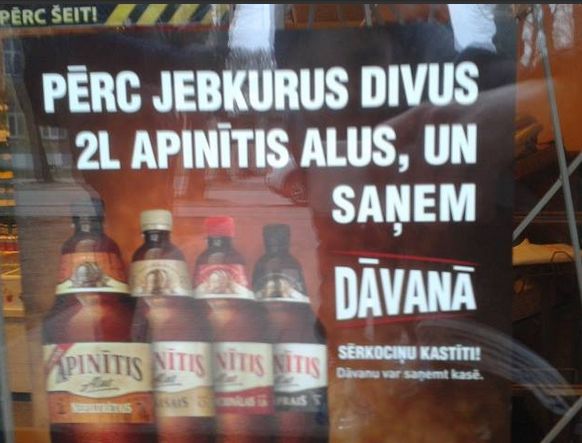 PĒRC ŠEIT!
PĒRC JEBKURUS DIVUS
2L APINĪTIS ALUS, UN
SAŅEM
DĀVANĀ
SĒRKOCIŅU KASTĪTI!
Dāvanu var saņemt kasē.
APINĪTIS NĪTIS NĪTIS NĪTIS
Alus